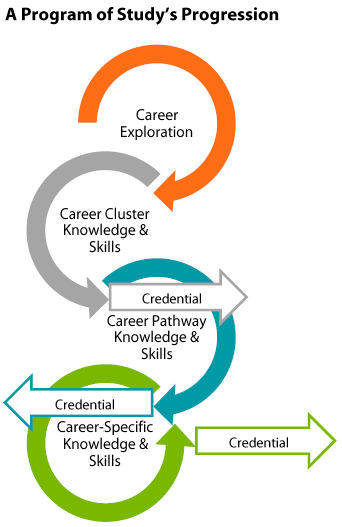 A Program of Study's Progression
Career
Exploration
Career Cluster
Knowledge &
Skills
Credential
Career Pathway
Knowledge &
Skills
Credential
Career-Specific
Knowledge &
Skills
Credential